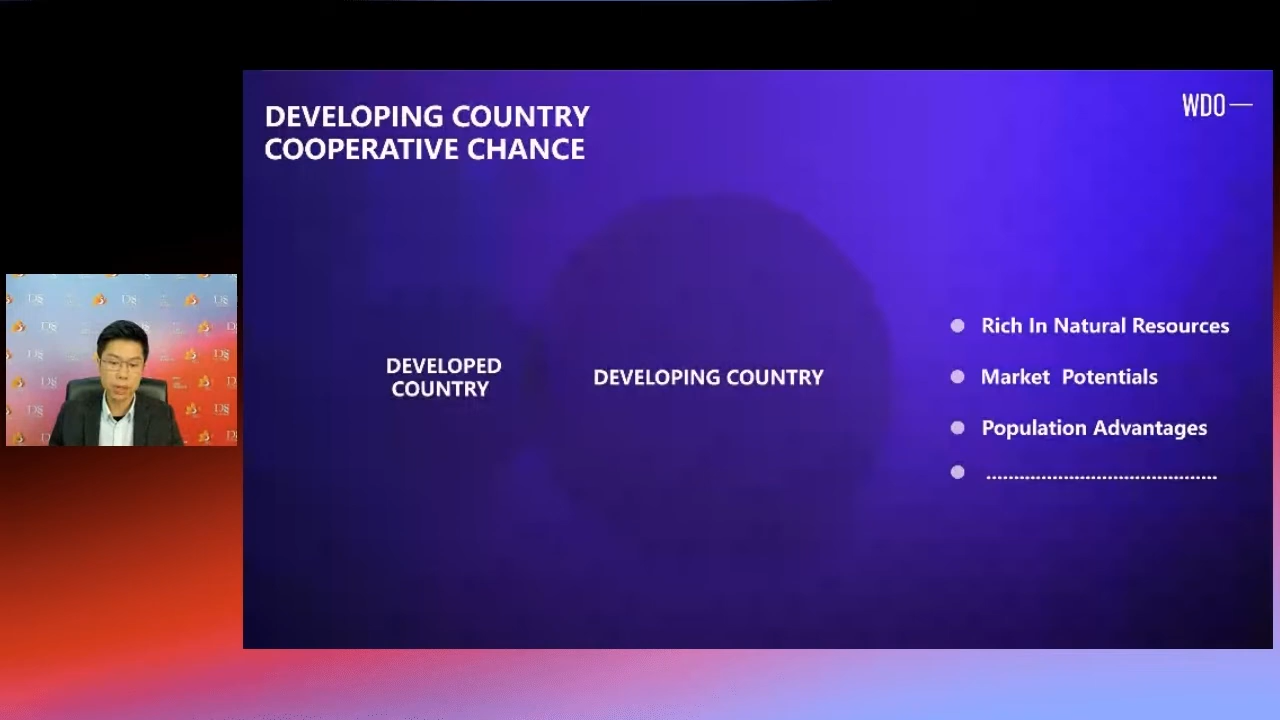 DEVELOPING COUNTRY
COOPERATIVE CHANCE
WDO—
DEVELOPED
COUNTRY
DEVELOPING COUNTRY
Rich In Natural Resources
Market Potentials
Population Advantages